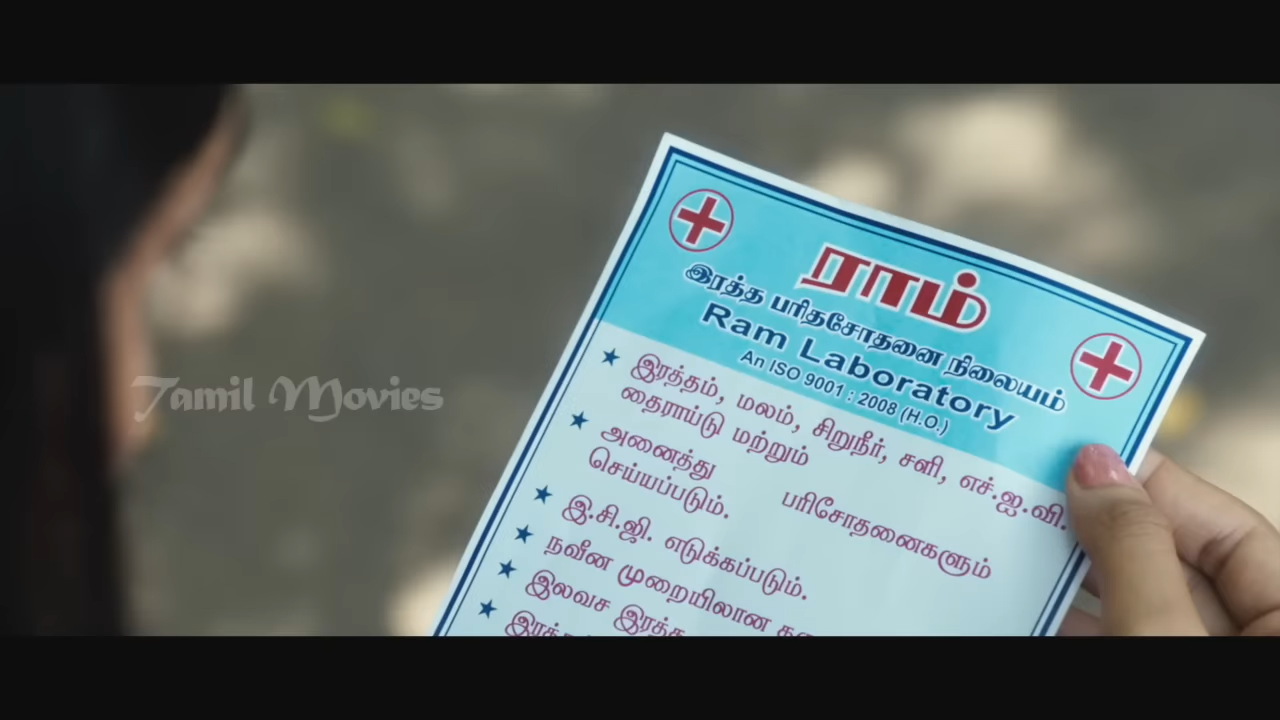 ராம்
இரத்த பரிதசோதனை நிலையம்
Ram Laboratory
An ISO 9001 : 2008 (H.O.)
இரத்தம், மலம், சிறுநீர், சளி, எச்.ஐ.வி.
தைராய்டு மற்றும்
அனைத்து பரிசோதனைகளும்
செய்யப்படும்.
இ.சி.ஜி. எடுக்கப்படும்.
நவீன முறையிலான
இலவச இரத்த
Tamil Movies